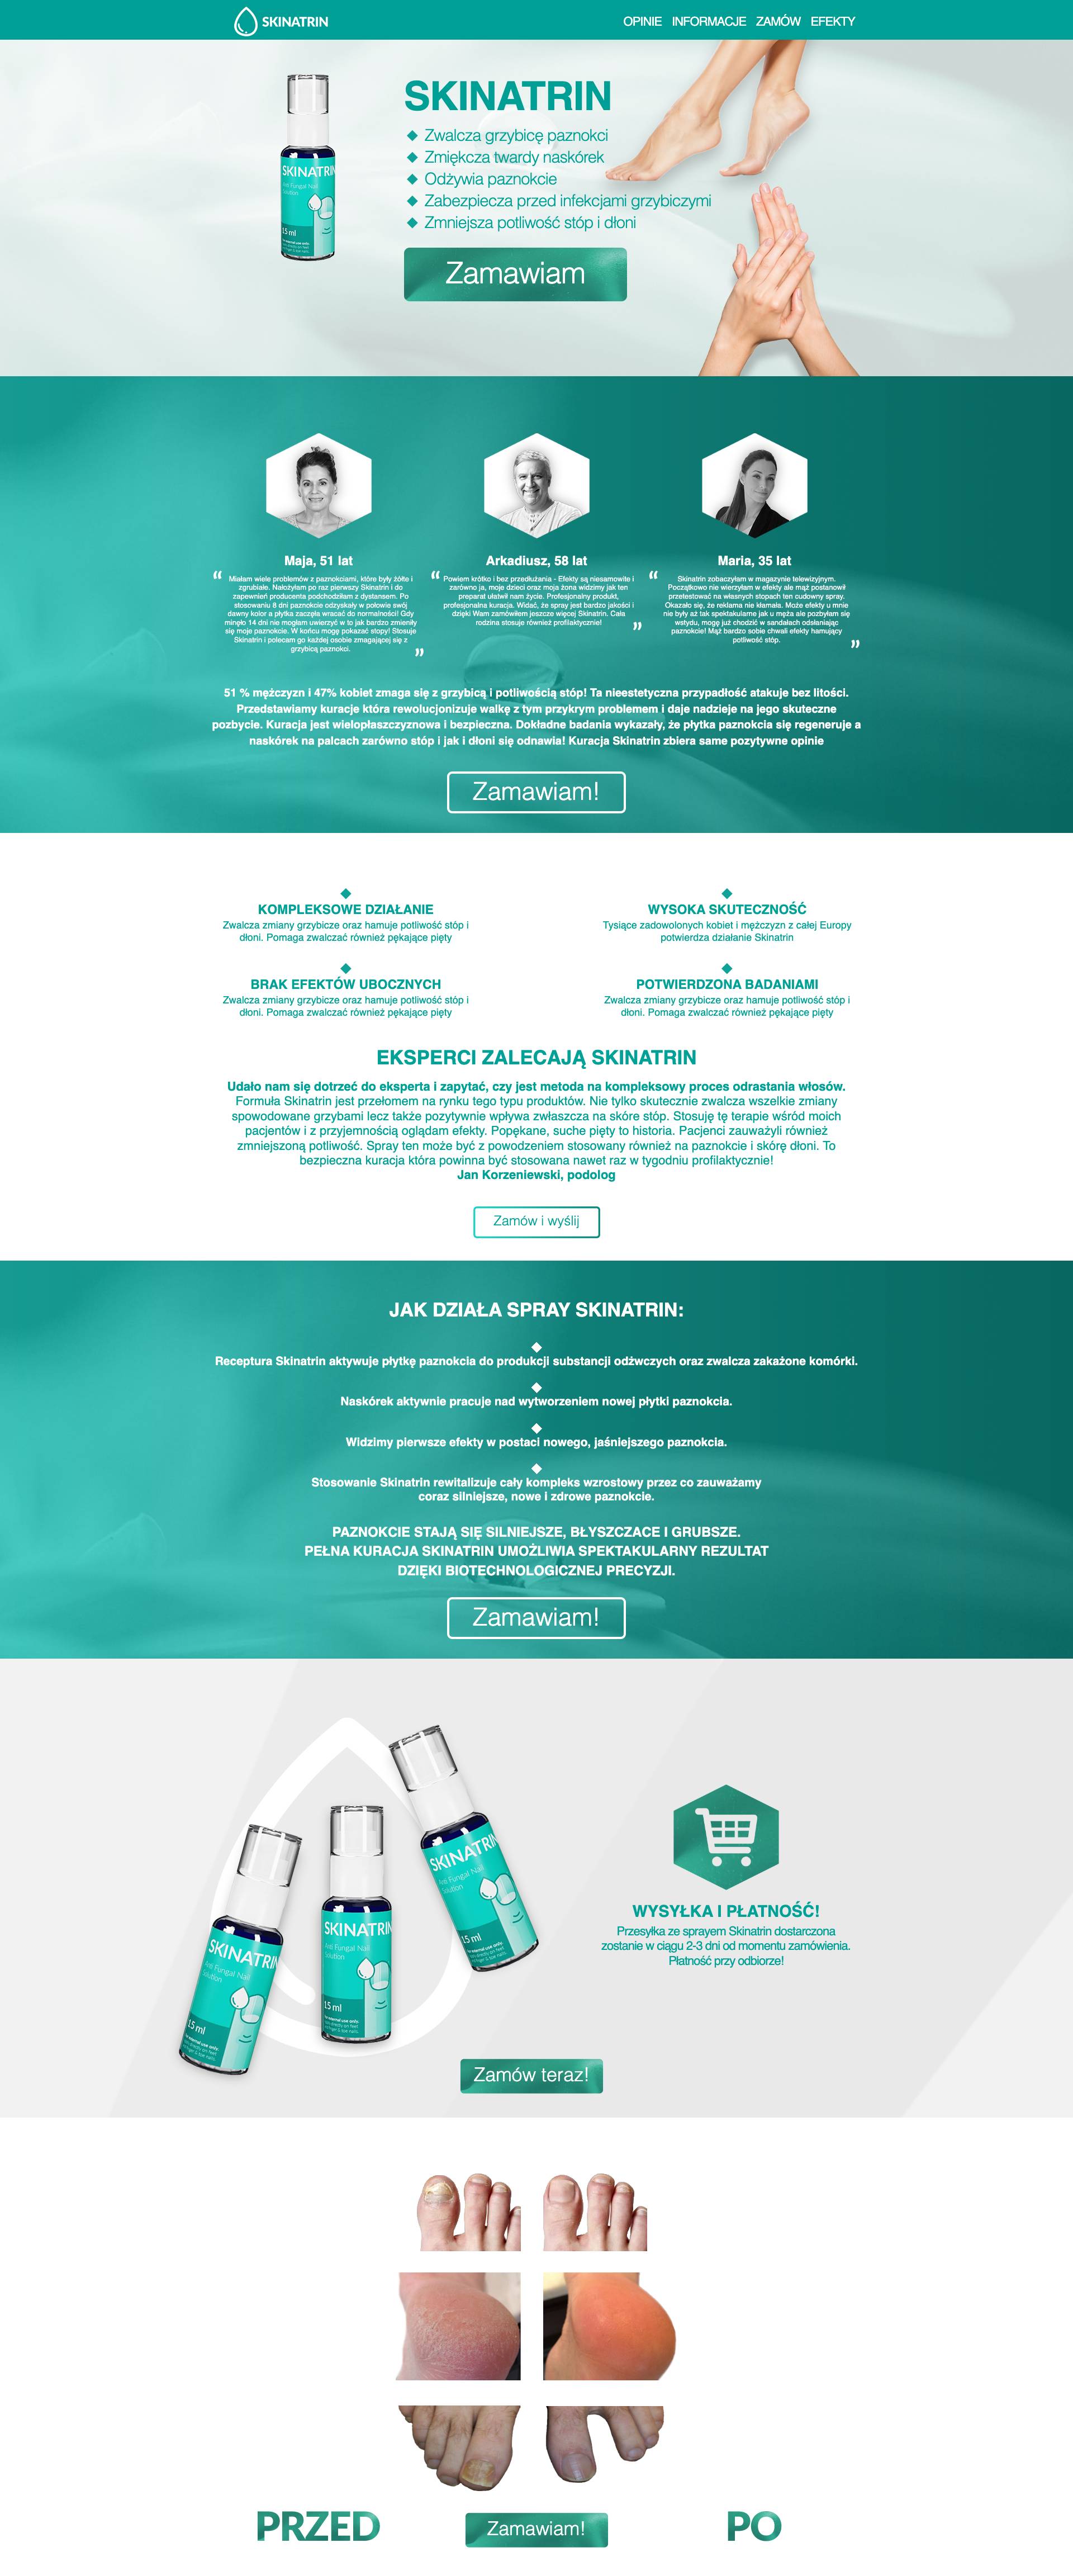 SKINATRIN
OPINIE INFORMACJE ZAMÓW EFEKTY
SKINATRIN
Zwalcza grzybicę paznokci
Zmiękcza twardy naskórek
Odżywia paznokcie
Zabezpiecza przed infekcjami grzybiczymi
Zmniejsza potliwość stóp i dłoni
Zamawiam
SKINATRIN
Anti Fungal Nail
Solution
15 ml
Maja, 51 lat
“ Miałam wiele problemów z paznokciami, które były żółte i
zgrubiałe. Nałożyłam po raz pierwszy Skinatrin i do
zapewnień producenta podchodziłam z dystansem. Po
stosowaniu 8 dni paznokcie odzyskały w połowie swój
dawny kolor a płytka zaczęła wracać do normalności! Gdy
minęło 14 dni nie mogłam uwierzyć w to jak bardzo zmieniły
się moje paznokcie. W końcu mogę pokazać stopy! Stosuje
Skinatrin i polecam go każdej osobie zmagającej się z
grzybicą paznokci. ”
Arkadiusz, 58 lat
“ Powiem krótko i bez przedłużania - Efekty są niesamowite i
zarówno ja, moje dzieci oraz moja żona widzimy jak ten
preparat ułatwił nam życie. Profesjonalny produkt,
profesjonalna kuracja. Widać, że spray jest bardzo jakości i
dzięki Wam zamówiłem jeszcze więcej Skinatrin. Cała
rodzina stosuje również profilaktycznie! ”
Maria, 35 lat
“ Skinatrin zobaczyłam w magazynie telewizyjnym.
Początkowo nie wierzyłam w efekty ale mąż postanowił
przetestować na własnych stopach ten cudowny spray.
Okazało się, że reklama nie kłamała. Może efekty u mnie
nie były aż tak spektakularne jak u męża ale pozbyłam się
wstydu, mogę już chodzić w sandałach odsłaniając
paznokcie! Mąż bardzo sobie chwali efekty hamujący
potliwość stóp. ”
51 % mężczyzn i 47% kobiet zmaga się z grzybicą i potliwością stóp! Ta nieestetyczna przypadłość atakuje bez litości.
Przedstawiamy kuracje która rewolucjonizuje walkę z tym przykrym problemem i daje nadzieje na jego skuteczne
pozbycie. Kuracja jest wielopłaszczyznowa i bezpieczna. Dokładne badania wykazały, że płytka paznokcia się regeneruje a
naskórek na palcach zarówno stóp i jak i dłoni się odnawia! Kuracja Skinatrin zbiera same pozytywne opinie
Zamawiam!
KOMPLEKSOWE DZIAŁANIE
Zwalcza zmiany grzybicze oraz hamuje potliwość stóp i
dłoni. Pomaga zwalczać również pękające pięty
WYSOKA SKUTECZNOŚĆ
Tysiące zadowolonych kobiet i mężczyzn z całej Europy
potwierdza działanie Skinatrin
BRAK EFEKTÓW UBOCZNYCH
Zwalcza zmiany grzybicze oraz hamuje potliwość stóp i
dłoni. Pomaga zwalczać również pękające pięty
POTWIERDZONA BADANIAMI
Zwalcza zmiany grzybicze oraz hamuje potliwość stóp i
dłoni. Pomaga zwalczać również pękające pięty
EKSPERCI ZALECAJĄ SKINATRIN
Udało nam się dotrzeć do eksperta i zapytać, czy jest metoda na kompleksowy proces odrastania włosów.
Formuła Skinatrin jest przełomem na rynku tego typu produktów. Nie tylko skutecznie zwalcza wszelkie zmiany
spowodowane grzybami lecz także pozytywnie wpływa zwłaszcza na skóre stóp. Stosuję tę terapie wśród moich
pacjentów i z przyjemnością oglądam efekty. Popękane, suche pięty to historia. Pacjenci zauważyli również
zmniejszoną potliwość. Spray ten może być z powodzeniem stosowany również na paznokcie i skórę dłoni. To
bezpieczna kuracja która powinna być stosowana nawet raz w tygodniu profilaktycznie!
Jan Korzeniewski, podolog
Zamów i wyślij
JAK DZIAŁA SPRAY SKINATRIN:
Receptura Skinatrin aktywuje płytkę paznokcia do produkcji substancji odżwczych oraz zwalcza zakażone komórki.
Naskórek aktywnie pracuje nad wytworzeniem nowej płytki paznokcia.
Widzimy pierwsze efekty w postaci nowego, jaśniejszego paznokcia.
Stosowanie Skinatrin rewitalizuje cały kompleks wzrostowy przez co zauważamy
coraz silniejsze, nowe i zdrowe paznokcie.
PAZNOKCIE STAJĄ SIĘ SILNIEJSZE, BŁYSZCZACE I GRUBSZE.
PEŁNA KURACJA SKINATRIN UMOŻLIWIA SPEKTAKULARNY REZULTAT
DZIĘKI BIOTECHNOLOGICZNEJ PRECYZJI.
Zamawiam!
SKINATRIN
Anti Fungal Nail
Solution
15 ml
SKINATRIN
Anti Fungal Nail
Solution
15 ml
SKINATRIN
Anti Fungal Nail
Solution
15 ml
WYSYŁKA I PŁATNOŚĆ!
Przesyłka ze sprayem Skinatrin dostarczona
zostanie w ciągu 2-3 dni od momentu zamówienia.
Płatność przy odbiorze!
Zamów teraz!
PRZED
Zamawiam!
PO